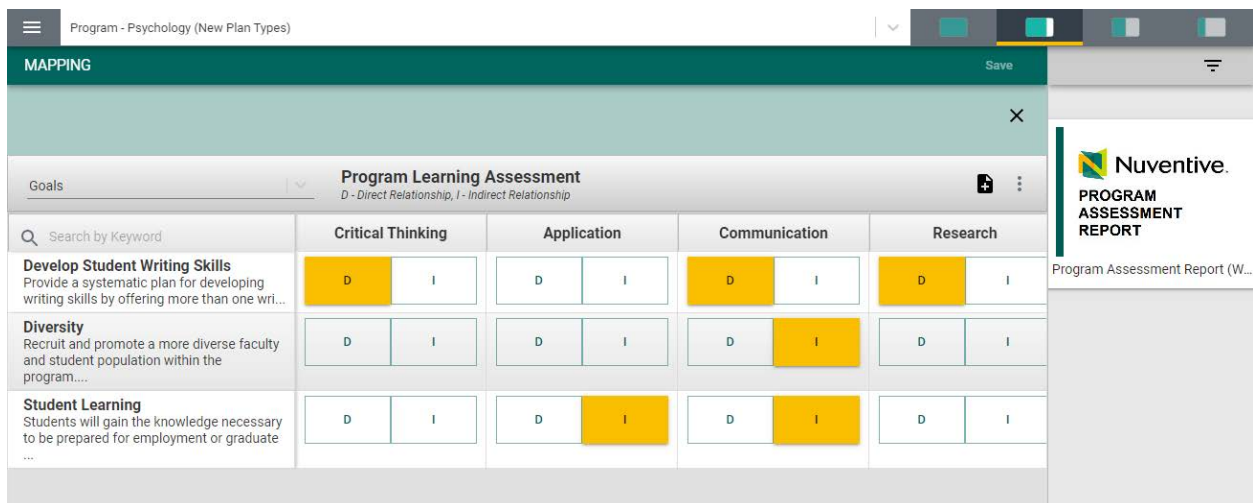 Program - Psychology (New Plan Types)
MAPPING
Save
Goals
Program Learning Assessment
D - Direct Relationship, I - Indirect Relationship
Search by Keyword
Critical Thinking
Application
Communication
Research
Develop Student Writing Skills
Provide a systematic plan for developing
writing skills by offering more than one wri...
D I D I D I D I
Diversity
Recruit and promote a more diverse faculty
and student population within the
program....
D I D I D I D I
Student Learning
Students will gain the knowledge necessary
to be prepared for employment or graduate
...
D I D I D I D I
Nuventive.
PROGRAM
ASSESSMENT
REPORT
Program Assessment Report (W...